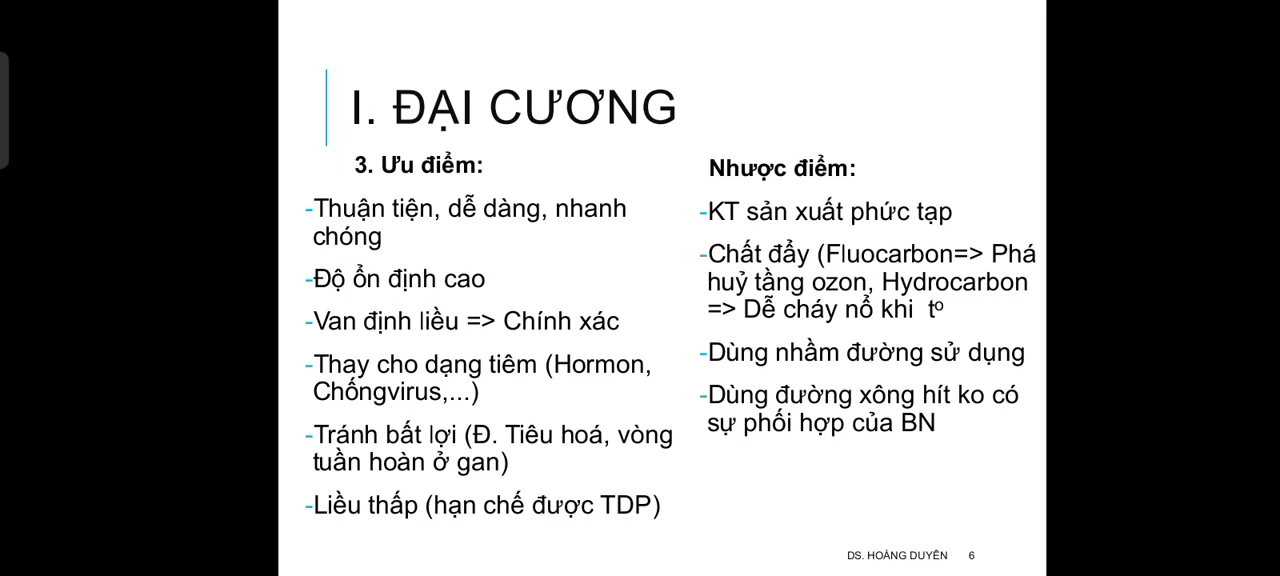 I. ĐẠI CƯƠNG
3. Ưu điểm:
-Thuận tiện, dễ dàng, nhanh
chóng
-Độ ổn định cao
-Van định liều => Chính xác
-Thay cho dạng tiêm (Hormon,
Chốngvirus,...)
-Tránh bất lợi (Đ. Tiêu hoá, vòng
tuần hoàn ở gan)
-Liều thấp (hạn chế được TDP)
Nhược điểm:
-KT sản xuất phức tạp
-Chất đẩy (Fluocarbon=> Phá
huỷ tầng ozon, Hydrocarbon
=> Dễ cháy nổ khi tº
-Dùng nhầm đường sử dụng
-Dùng đường xông hít ko có
sự phối hợp của BN
DS. HOÀNG DUYÊN 6